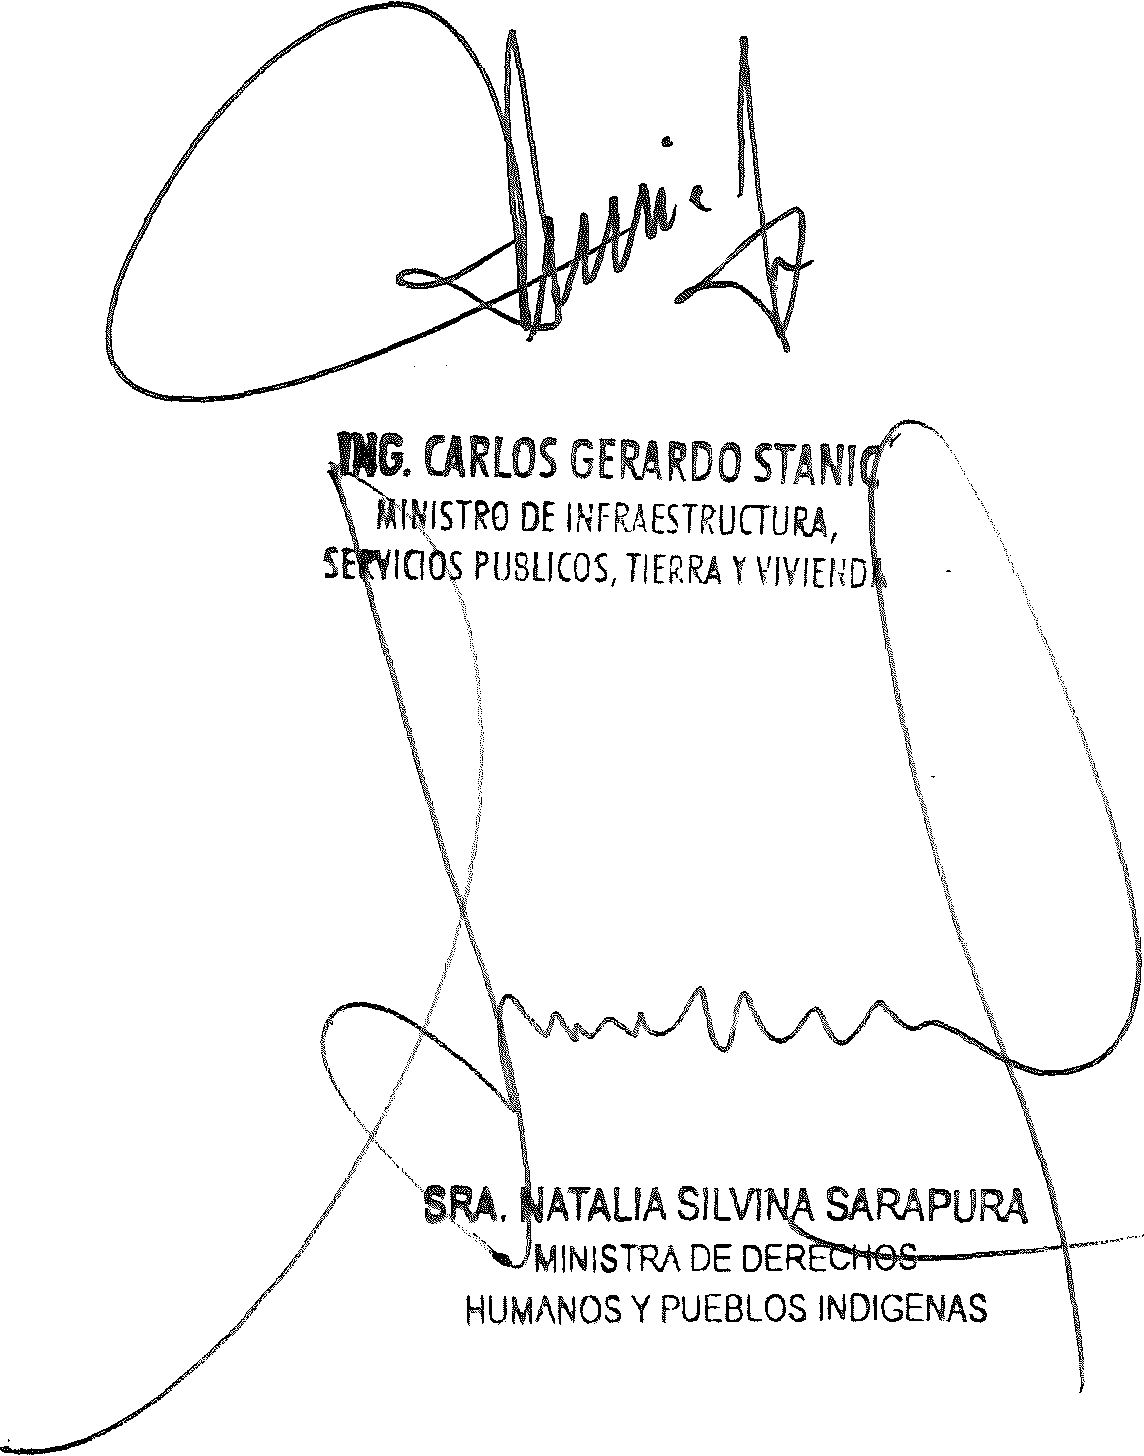 ING. CARLOS GERARDO STANIC
MINISTRO DE INFRAESTRUCTURA,
SERVICIOS PUBLICOS, TIERRA Y VIVIENDA
SRA. NATALIA SILVINA SARAPURA
MINISTRA DE DERECHOS
HUMANOS Y PUEBLOS INDIGENAS